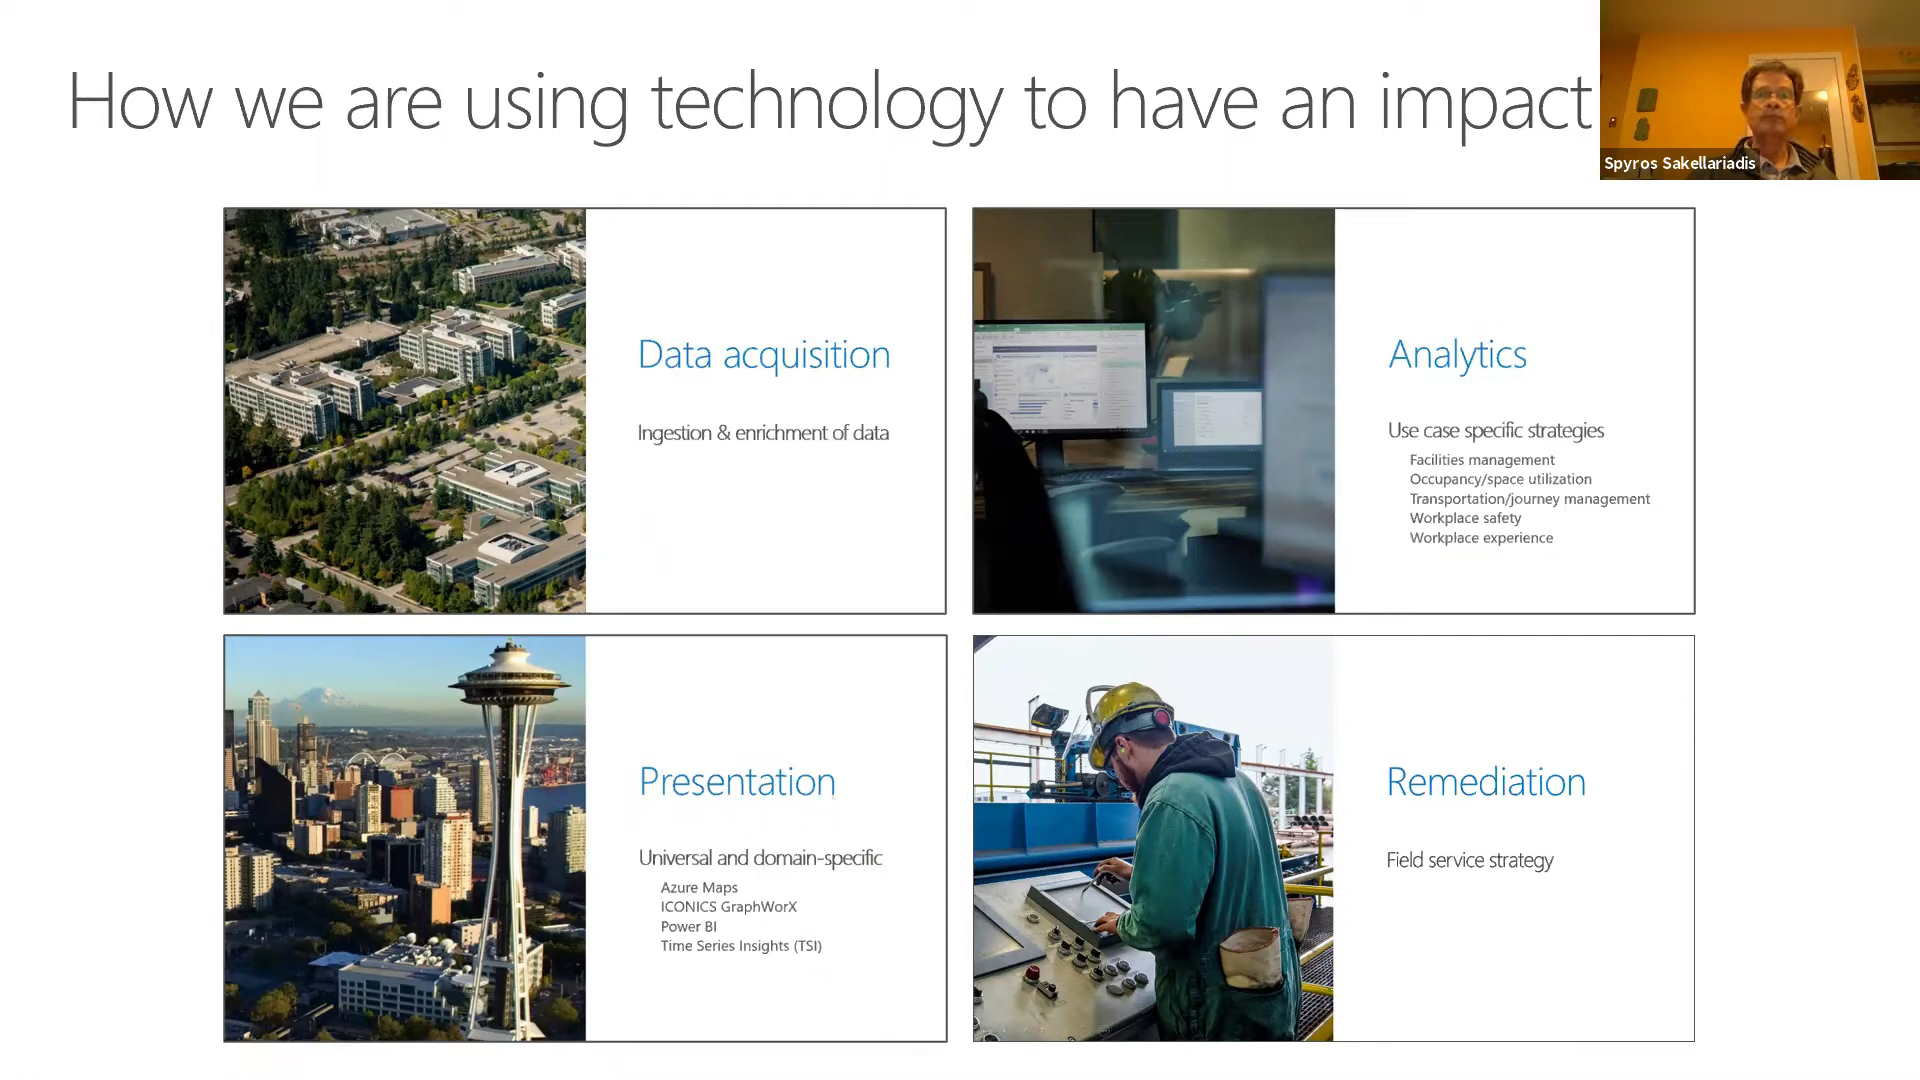 How we are using technology to have an impact
Spyros Sakellariadis
Data acquisition
Ingestion & enrichment of data
Analytics
Use case specific strategies
Facilities management
Occupancy/space utilization
Transportation/journey management
Workplace safety
Workplace experience
Presentation
Universal and domain-specific
Azure Maps
ICONICS GraphWorX
Power BI
Time Series Insights (TSI)
Remediation
Field service strategy